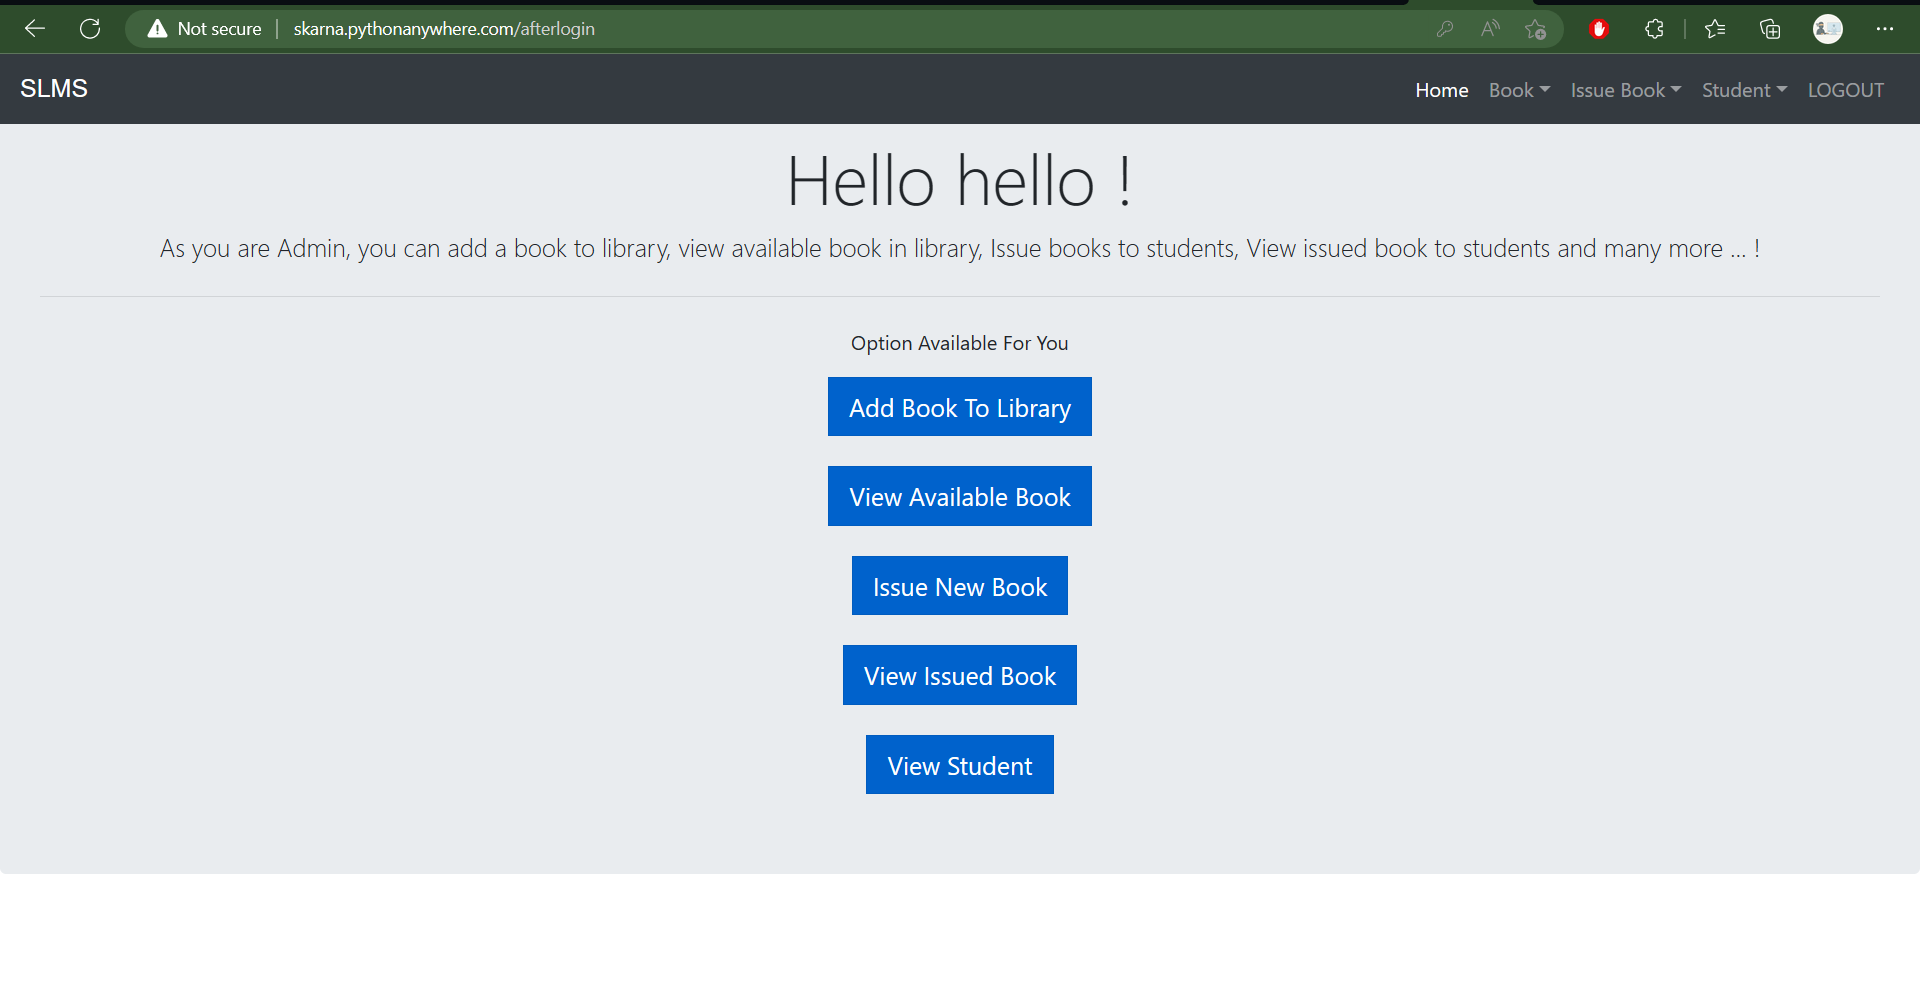 Not secure | skarna.pythonanywhere.com/afterlogin
SLMS
Home Book Issue Book Student LOGOUT
Hello hello !
As you are Admin, you can add a book to library, view available book in library, Issue books to students, View issued book to students and many more ... !
Option Available For You
Add Book To Library
View Available Book
Issue New Book
View Issued Book
View Student